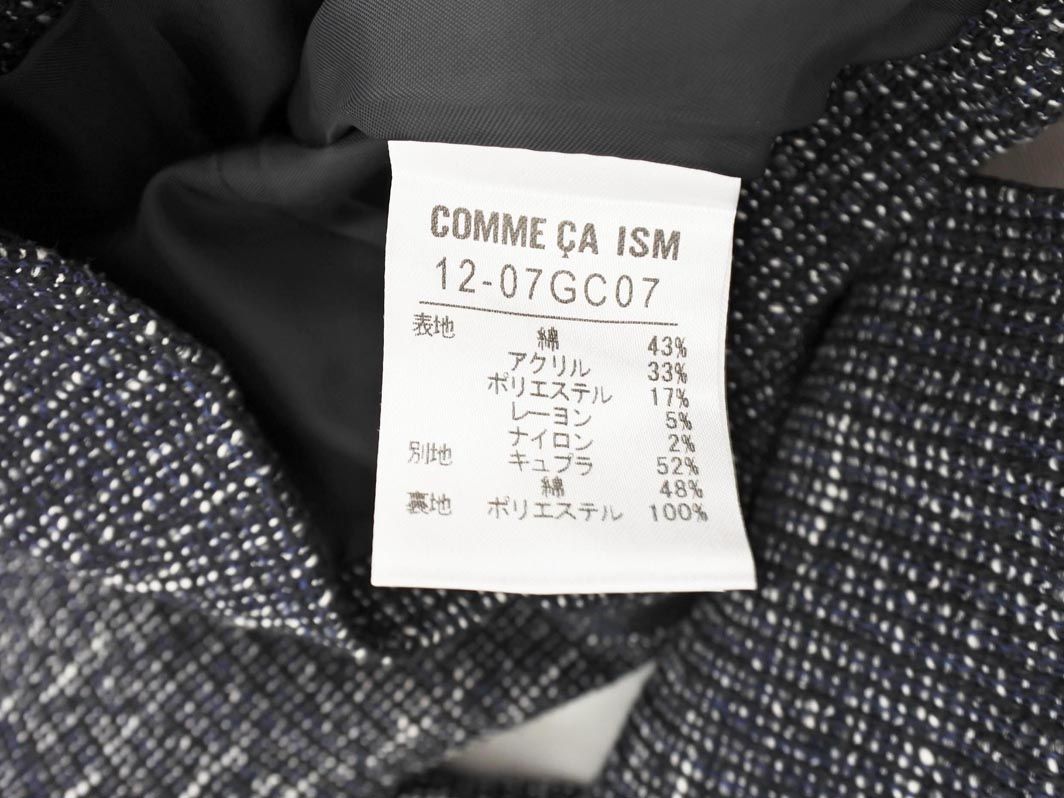 COMME ÇA ISM
12-07GC07
表地 綿 43%
アクリル 33%
ポリエステル 17%
レーヨン 5%
ナイロン 2%
別地 キュプラ 52%
綿 48%
裏地 ポリエステル 100%